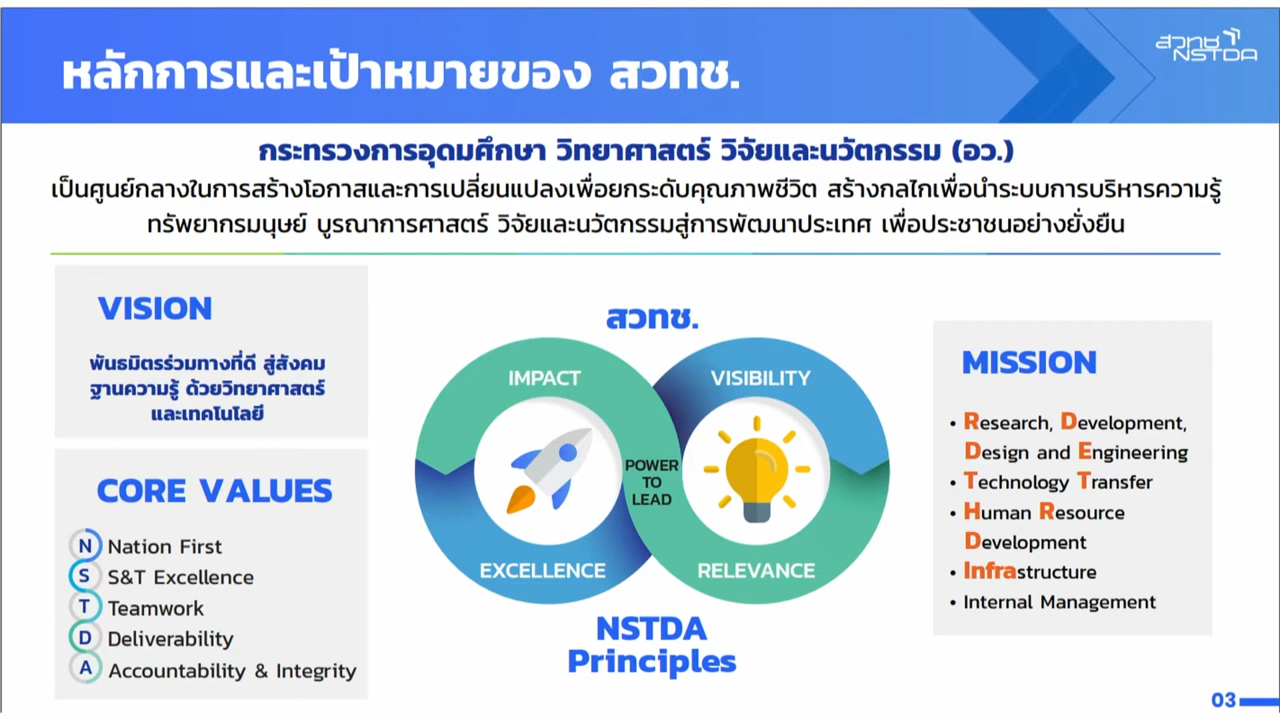 หลักการและเป้าหมายของ สวทช.
สวทช
NSTDA
กระทรวงการอุดมศึกษา วิทยาศาสตร์ วิจัยและนวัตกรรม (อว.)
เป็นศูนย์กลางในการสร้างโอกาสและการเปลี่ยนแปลงเพื่อยกระดับคุณภาพชีวิต สร้างกลไกเพื่อนำระบบการบริหารความรู้
ทรัพยากรมนุษย์ บูรณาการศาสตร์ วิจัยและนวัตกรรมสู่การพัฒนาประเทศ เพื่อประชาชนอย่างยั่งยืน
VISION
พันธมิตรร่วมทางที่ดี สู่สังคม
ฐานความรู้ ด้วยวิทยาศาสตร์
และเทคโนโลยี
CORE VALUES
N Nation First
S S&T Excellence
T Teamwork
D Deliverability
A Accountability & Integrity
สวทช.
IMPACT
VISIBILITY
POWER
TO
LEAD
EXCELLENCE
RELEVANCE
NSTDA
Principles
MISSION
• Research, Development,
Design and Engineering
• Technology Transfer
• Human Resource
Development
• Infrastructure
• Internal Management
03